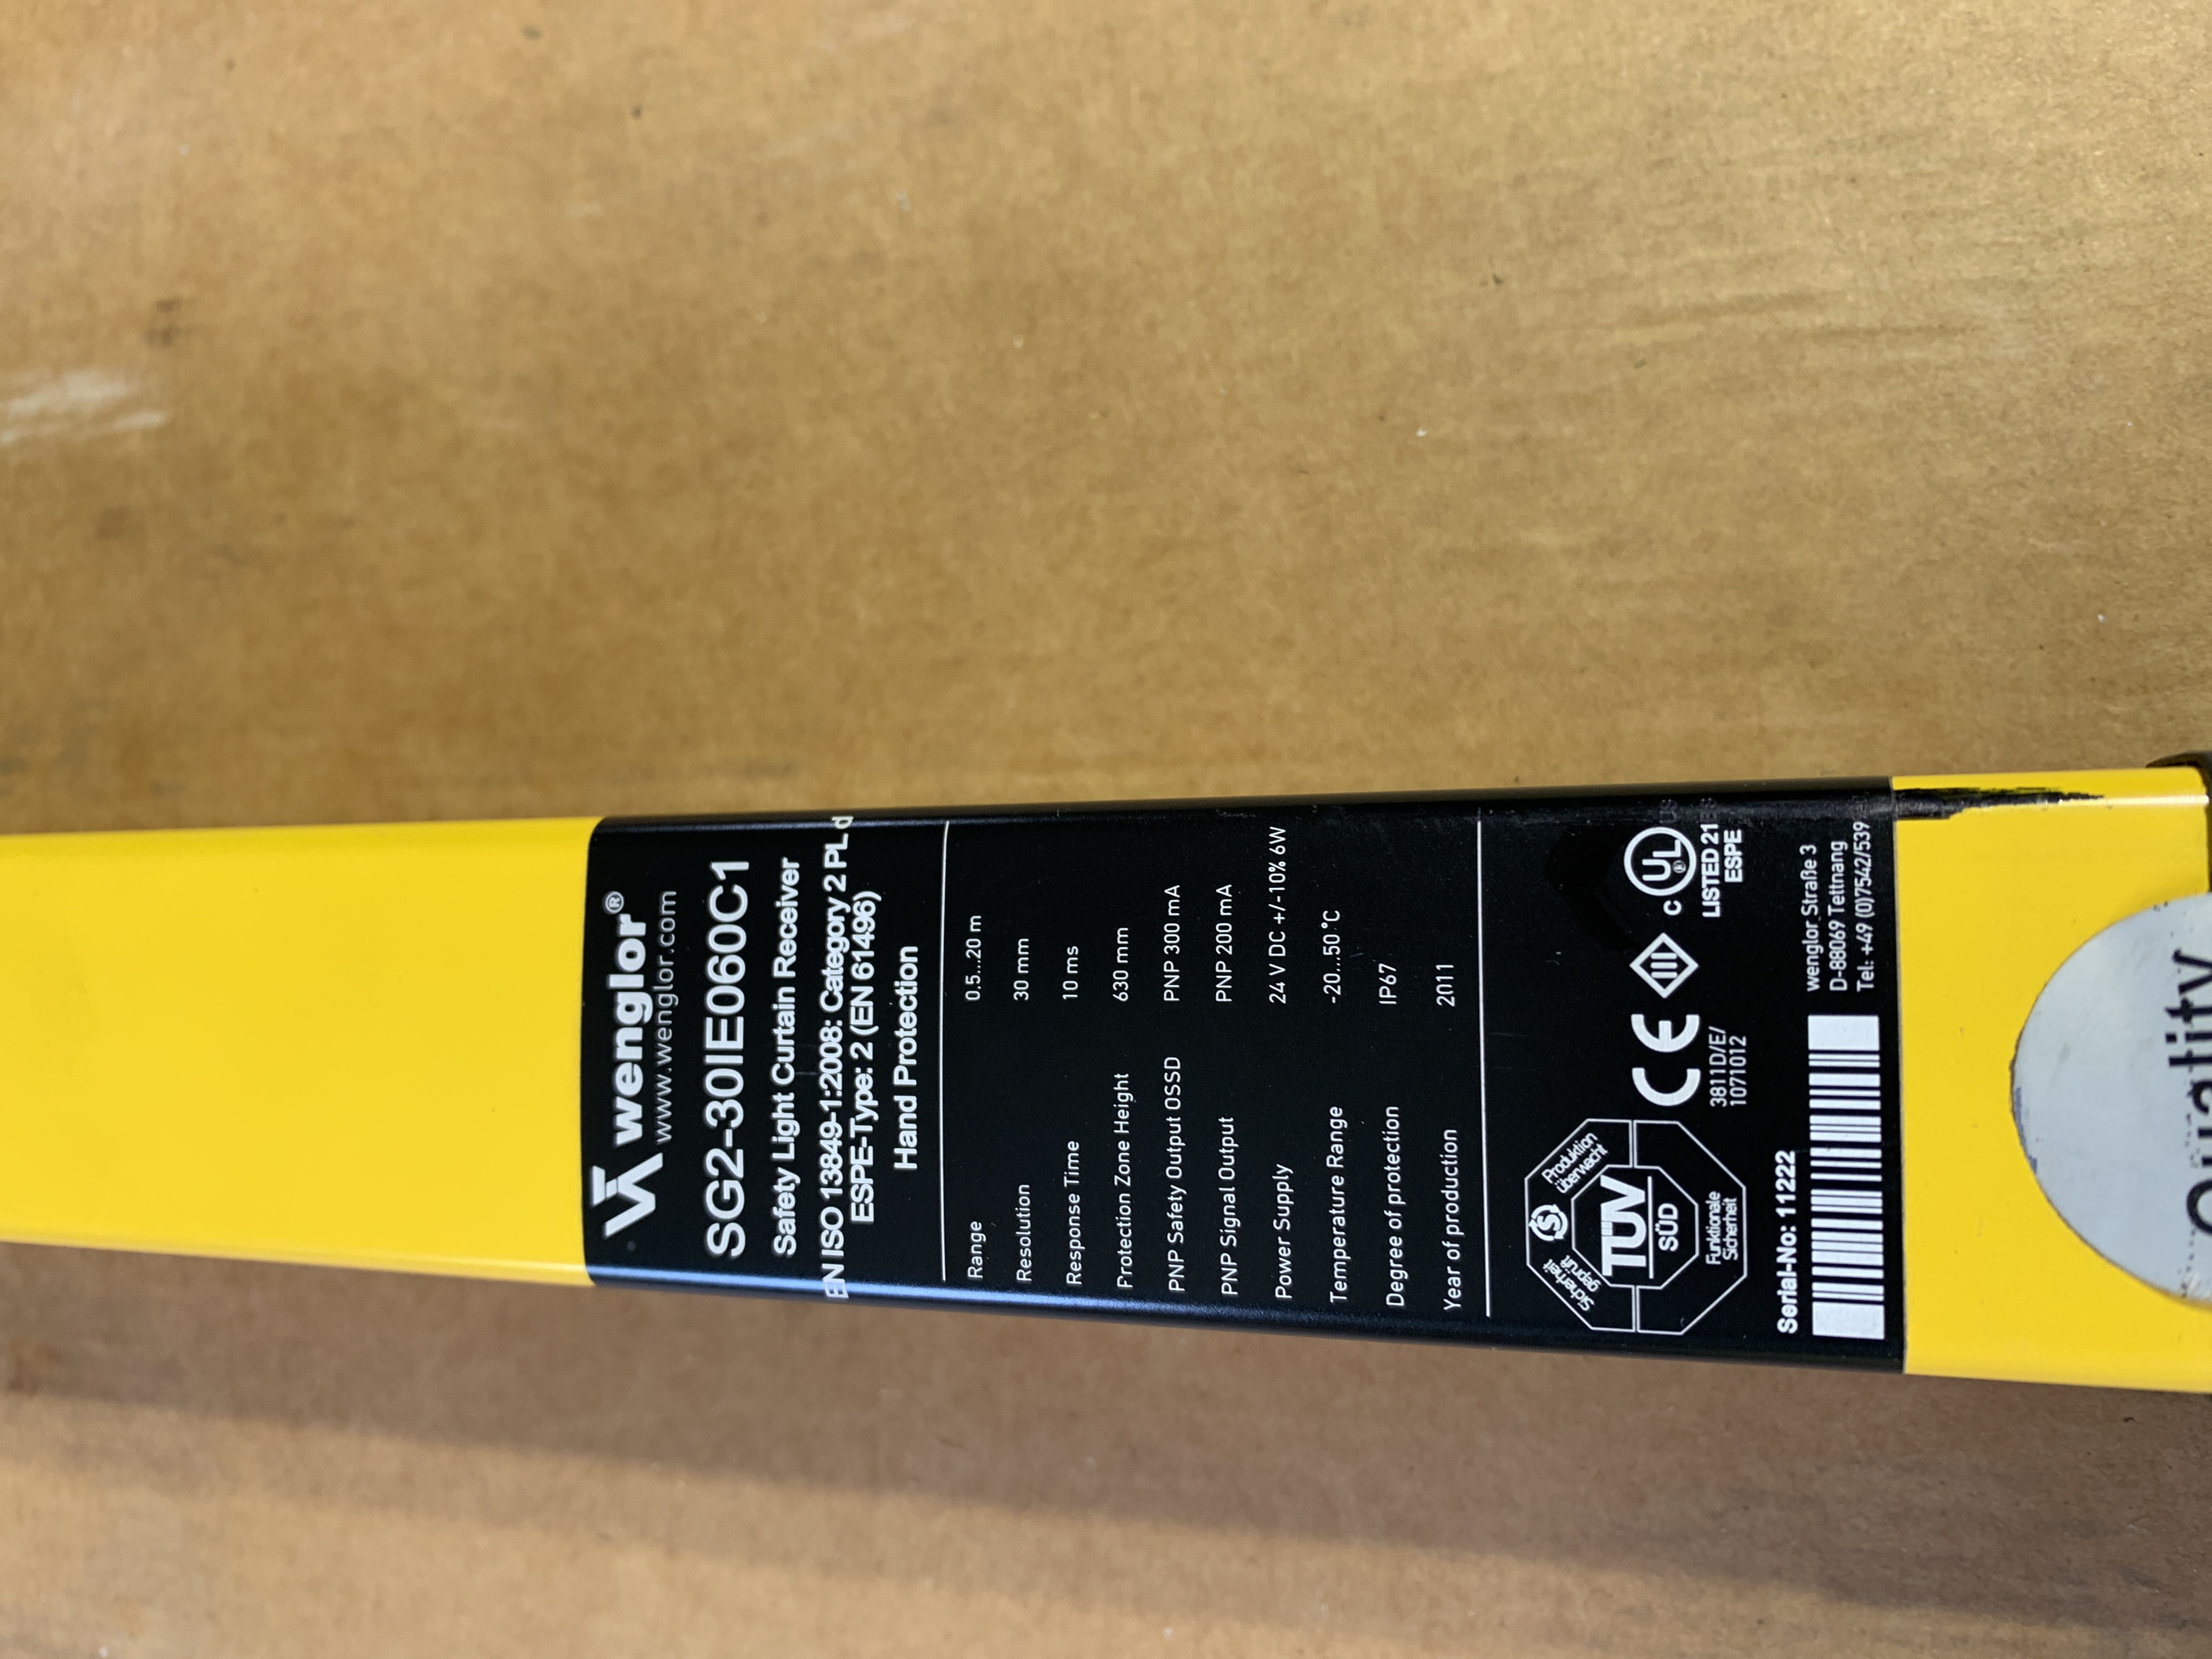 wenglor®
www.wenglor.com
SG2-30IE060C1
Safety Light Curtain Receiver
EN ISO 13849-1:2008: Category 2 PL d
ESPE-Type: 2 (EN 61496)
Hand Protection
Range 0,5...20 m
Resolution 30 mm
Response Time 10 ms
Protection Zone Height 630 mm
PNP Safety Output OSSD PNP 300 mA
PNP Signal Output PNP 200 mA
Power Supply 24 V DC +/-10% 6W
Temperature Range -20...50°C
Degree of protection IP67
Year of production 2011
Sicherheit geprüft
Produktion überwacht
TÜV
SÜD
Funktionale
Sicherheit
CE
3811D/E/
1071012
c UL us
LISTED 21
ESPE
Serial-No: 11222
wenglor Straße 3
D-88069 Tettnang
Tel: +49 (0)7542/539
Quality